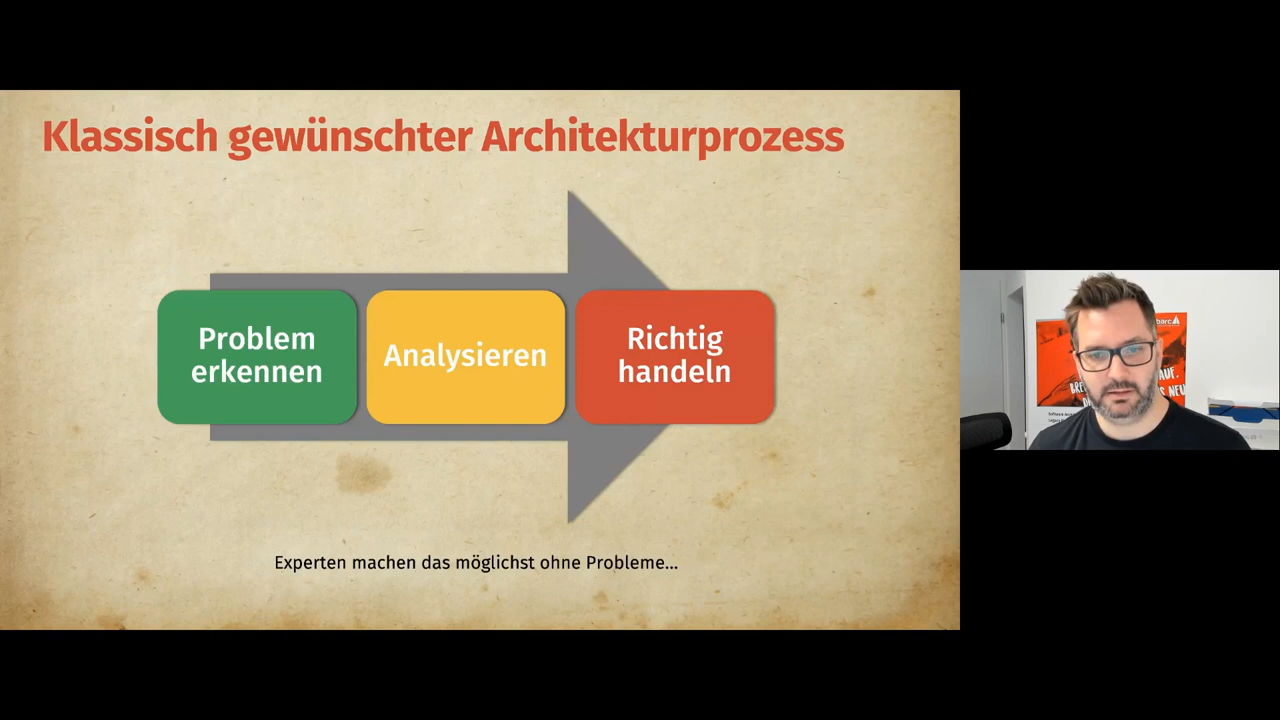 Klassisch gewünschter Architekturprozess
Problem
erkennen
Analysieren
Richtig
handeln
Experten machen das möglichst ohne Probleme...